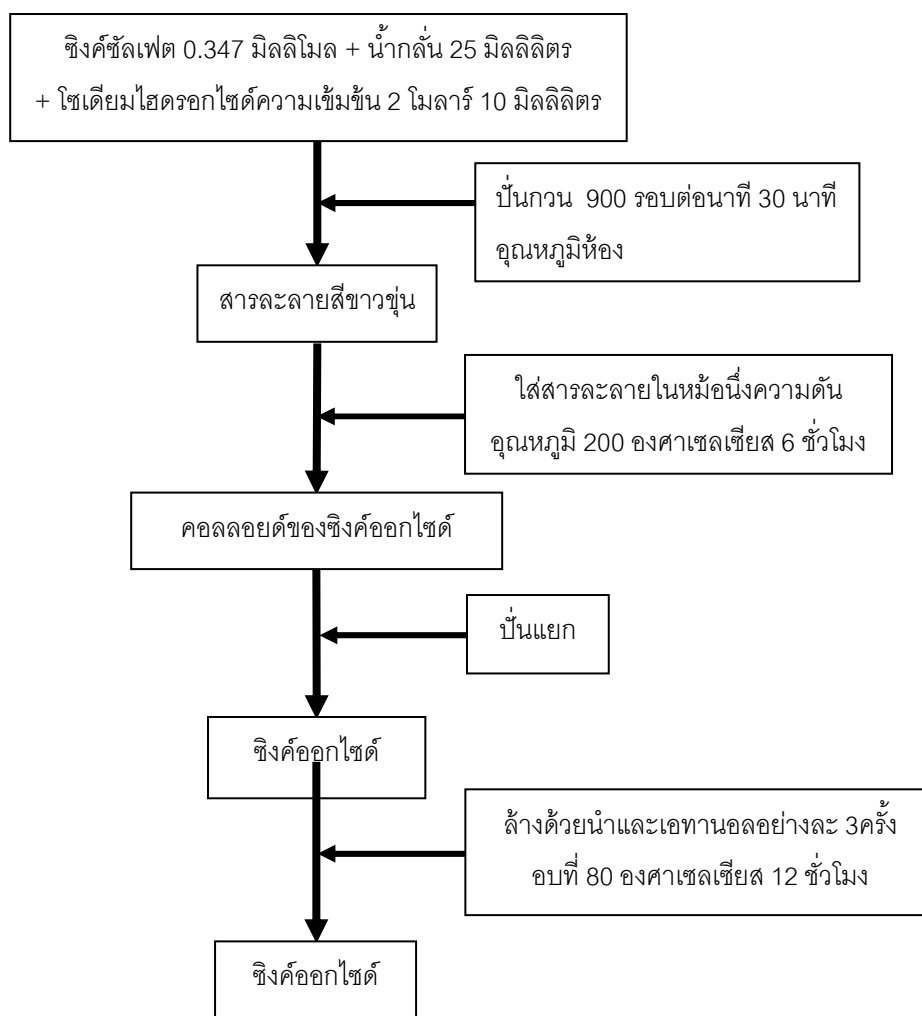 ซิงค์ซัลเฟต 0.347 มิลลิโมล + น้ำกลั่น 25 มิลลิลิตร
+ โซเดียมไฮดรอกไซด์ความเข้มข้น 2 โมลาร์ 10 มิลลิลิตร
ปั่นกวน 900 รอบต่อนาที 30 นาที
อุณหภูมิห้อง
สารละลายสีขาวขุ่น
ใส่สารละลายในหม้อนึ่งความดัน
อุณหภูมิ 200 องศาเซลเซียส 6 ชั่วโมง
คอลลอยด์ของซิงค์ออกไซด์
ปั่นแยก
ซิงค์ออกไซด์
ล้างด้วยนำและเอทานอลอย่างละ 3ครั้ง
อบที่ 80 องศาเซลเซียส 12 ชั่วโมง
ซิงค์ออกไซด์